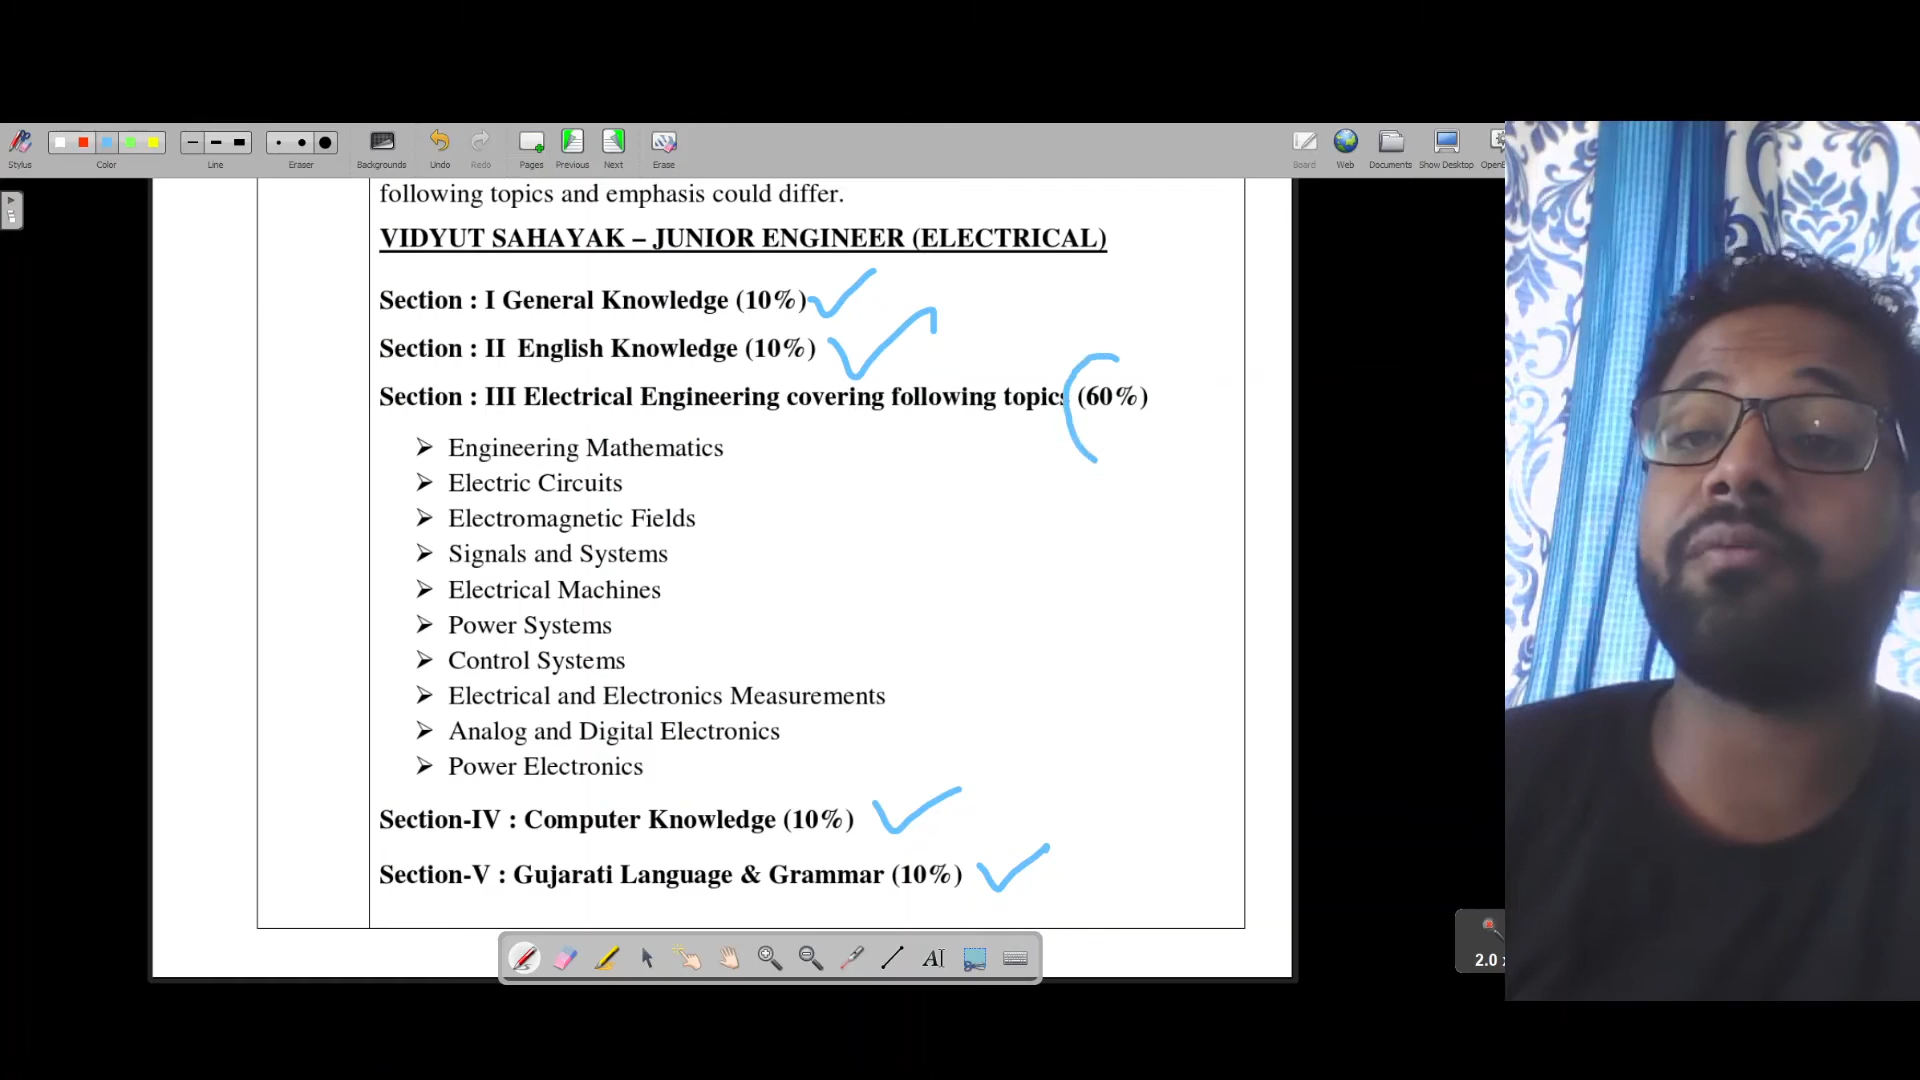 Stylus
Color
Line
Eraser
Backgrounds
Undo
Redo
Pages
Previous
Next
Erase
Board
Web
Documents
Show Desktop
following topics and emphasis could differ.
VIDYUT SAHAYAK – JUNIOR ENGINEER (ELECTRICAL)
Section : I General Knowledge (10%)
Section : II English Knowledge (10%)
Section : III Electrical Engineering covering following topics (60%)
Engineering Mathematics
Electric Circuits
Electromagnetic Fields
Signals and Systems
Electrical Machines
Power Systems
Control Systems
Electrical and Electronics Measurements
Analog and Digital Electronics
Power Electronics
Section-IV : Computer Knowledge (10%)
Section-V : Gujarati Language & Grammar (10%)
AI
2.0